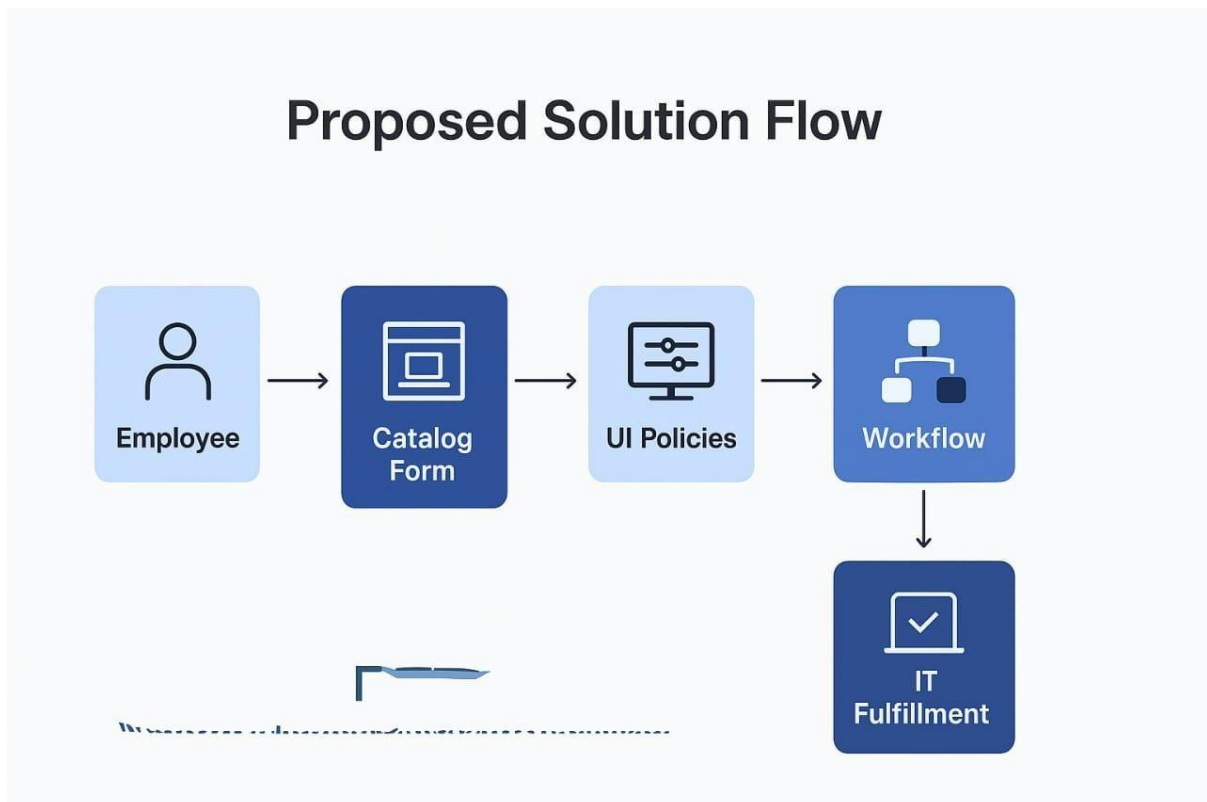 Proposed Solution Flow
Employee
Catalog
Form
UI Policies
Workflow
IT
Fulfillment